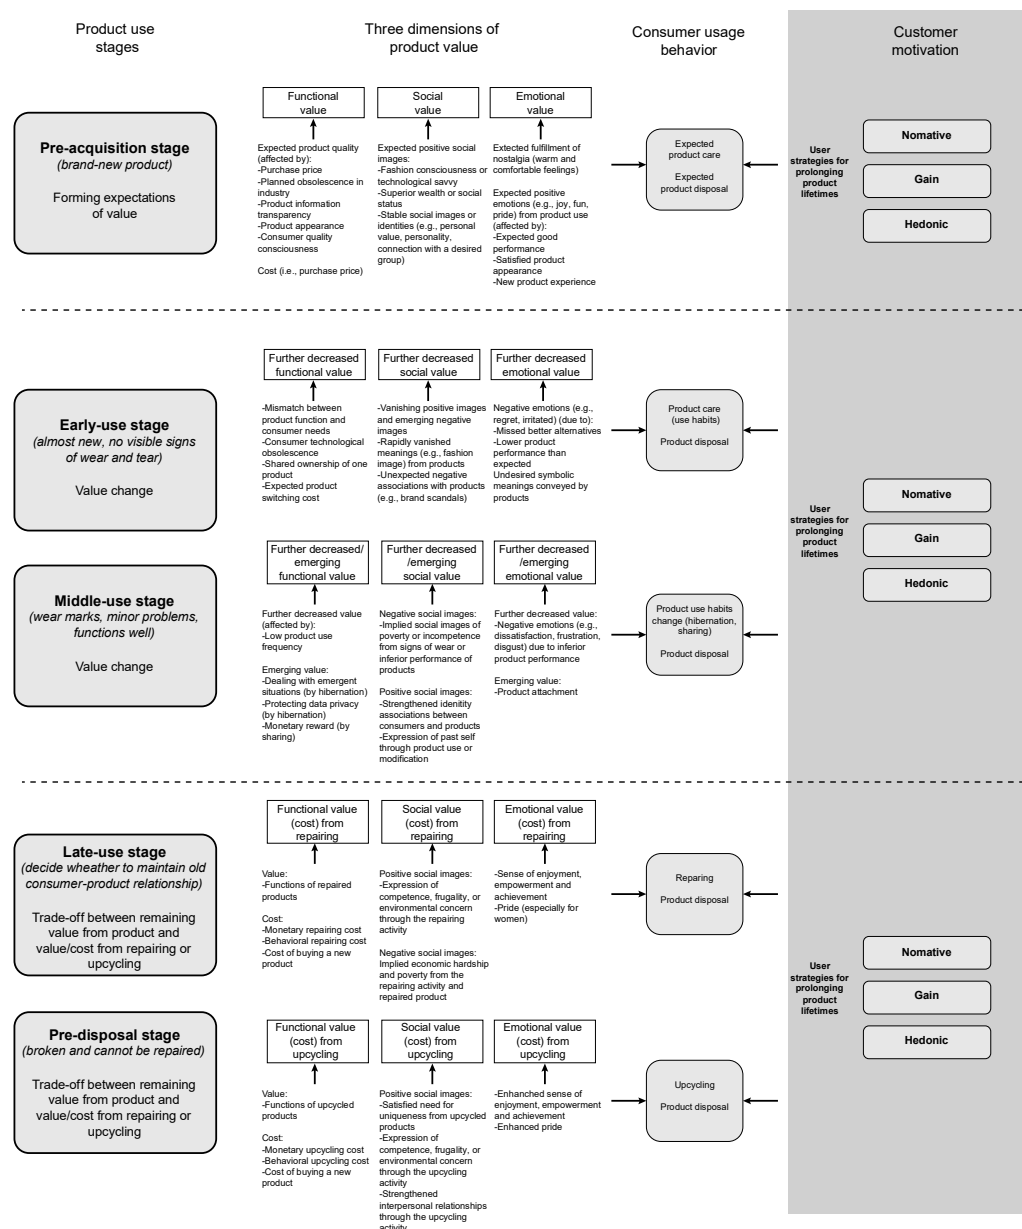 Product use
stages
Three dimensions of
product value
Consumer usage
behavior
Customer
motivation
Pre-acquisition stage
(brand-new product)
Forming expectations
of value
Functional
value
Social
value
Emotional
value
Expected product quality
(affected by):
-Purchase price
-Planned obsolescence in
industry
-Product information
transparency
-Product appearance
-Consumer quality
consciousness
Cost (i.e., purchase price)
Expected positive social
images:
-Fashion consciousness or
technological savvy
-Superior wealth or social
status
-Stable social images or
identities (e.g., personal
value, personality,
connection with a desired
group)
Extected fulfillment of
nostalgia (warm and
comfortable feelings)
Expected positive
emotions (e.g., joy, fun,
pride) from product use
(affected by):
-Expected good
performance
-Satisfied product
appearance
-New product experience
Expected
product care
Expected
product disposal
User
strategies for
prolonging
product
lifetimes
Nomative
Gain
Hedonic
Early-use stage
(almost new, no visible signs
of wear and tear)
Value change
Further decreased
functional value
Further decreased
social value
Further decreased
emotional value
-Mismatch between
product function and
consumer needs
-Consumer technological
obsolescence
-Shared ownership of one
product
-Expected product
switching cost
-Vanishing positive images
and emerging negative
images
-Rapidly vanished
meanings (e.g., fashion
image) from products
-Unexpected negative
associations with products
(e.g., brand scandals)
Negative emotions (e.g.,
regret, irritated) (due to):
-Missed better alternatives
-Lower product
performance than
expected
Undesired symbolic
meanings conveyed by
products
Product care
(use habits)
Product disposal
Middle-use stage
(wear marks, minor problems,
functions well)
Value change
Further decreased/
emerging
functional value
Further decreased
/emerging
social value
Further decreased
/emerging
emotional value
Further decreased value
(affected by):
-Low product use
frequency
Emerging value:
-Dealing with emergent
situations (by hibernation)
-Protecting data privacy
(by hibernation)
-Monetary reward (by
sharing)
Negative social images:
-Implied social images of
poverty or incompetence
from signs of wear or
inferior performance of
products
Positive social images:
-Strengthened idenitity
associations between
consumers and products
-Expression of past self
through product use or
modification
Further decreased value:
-Negative emotions (e.g.,
dissatisfaction, frustration,
disgust) due to inferior
product performance
Emerging value:
-Product attachment
Product use habits
change (hibernation,
sharing)
Product disposal
User
strategies for
prolonging
product
lifetimes
Nomative
Gain
Hedonic
Late-use stage
(decide wheather to maintain old
consumer-product relationship)
Trade-off between remaining
value from product and
value/cost from repairing or
upcycling
Functional value
(cost) from
repairing
Social value
(cost) from
repairing
Emotional value
(cost) from
repairing
Value:
-Functions of repaired
products
Cost:
-Monetary repairing cost
-Behavioral repairing cost
-Cost of buying a new
product
Positive social images:
-Expression of
competence, frugality, or
environmental concern
through the repairing
activity
Negative social images:
Implied economic hardship
and poverty from the
repairing activity and
repaired product
-Sense of enjoyment,
empowerment and
achievement
-Pride (especially for
women)
Repairing
Product disposal
User
strategies for
prolonging
product
lifetimes
Nomative
Gain
Hedonic
Pre-disposal stage
(broken and cannot be repaired)
Trade-off between remaining
value from product and
value/cost from repairing or
upcycling
Functional value
(cost) from
upcycling
Social value
(cost) from
upcycling
Emotional value
(cost) from
upcycling
Value:
-Functions of upcycled
products
Cost:
-Monetary upcycling cost
-Behavioral upcycling cost
-Cost of buying a new
product
Positive social images:
-Satisfied need for
uniqueness from upcycled
products
-Expression of
competence, frugality, or
environmental concern
through the upcycling
activity
-Strengthened
interpersonal relationships
through the upcycling
activity
-Enhanched sense of
enjoyment, empowerment
and achievement
-Enhanced pride
Upcycling
Product disposal